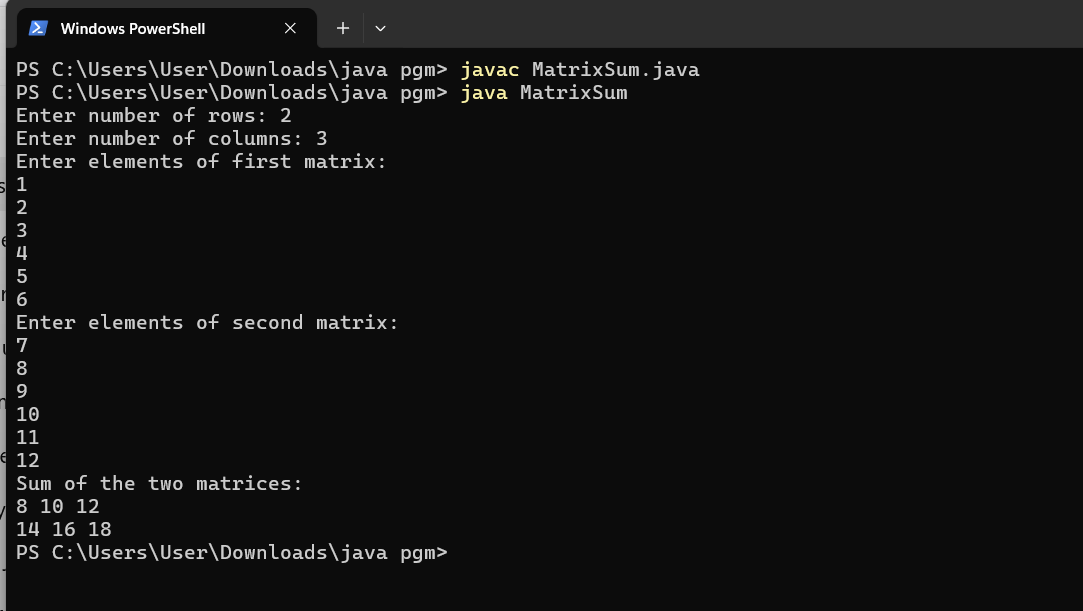 Windows PowerShell
PS C:\Users\User\Downloads\java pgm> javac MatrixSum.java
PS C:\Users\User\Downloads\java pgm> java MatrixSum
Enter number of rows: 2
Enter number of columns: 3
Enter elements of first matrix:
1
2
3
4
5
6
Enter elements of second matrix:
7
8
9
10
11
12
Sum of the two matrices:
8 10 12
14 16 18
PS C:\Users\User\Downloads\java pgm>